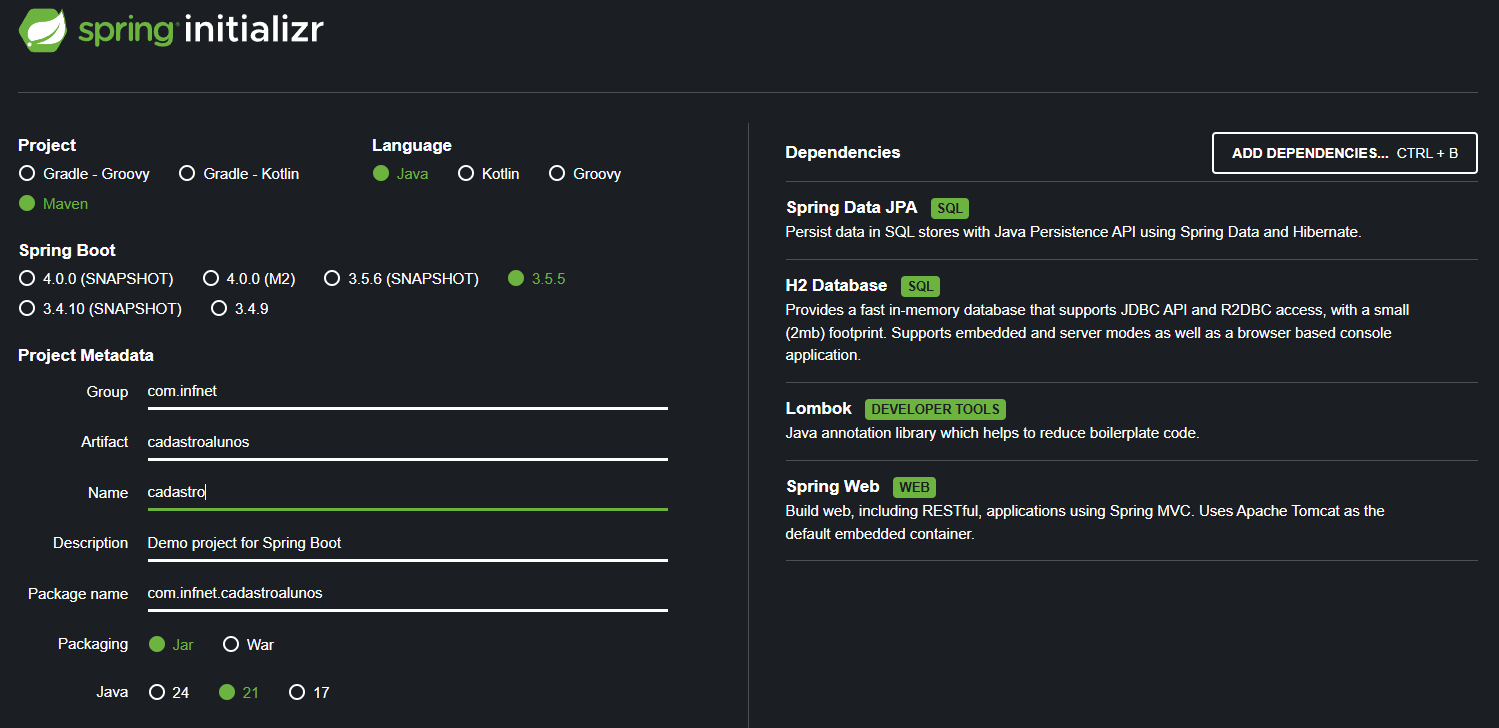 spring initializr
Project
Gradle - Groovy Gradle - Kotlin
Maven
Language
Java Kotlin Groovy
Spring Boot
4.0.0 (SNAPSHOT) 4.0.0 (M2) 3.5.6 (SNAPSHOT) 3.5.5
3.4.10 (SNAPSHOT) 3.4.9
Project Metadata
Group com.infnet
Artifact cadastroalunos
Name cadastro
Description Demo project for Spring Boot
Package name com.infnet.cadastroalunos
Packaging Jar War
Java 24 21 17
Dependencies ADD DEPENDENCIES... CTRL + B
Spring Data JPA SQL
Persist data in SQL stores with Java Persistence API using Spring Data and Hibernate.
H2 Database SQL
Provides a fast in-memory database that supports JDBC API and R2DBC access, with a small
(2mb) footprint. Supports embedded and server modes as well as a browser based console
application.
Lombok DEVELOPER TOOLS
Java annotation library which helps to reduce boilerplate code.
Spring Web WEB
Build web, including RESTful, applications using Spring MVC. Uses Apache Tomcat as the
default embedded container.